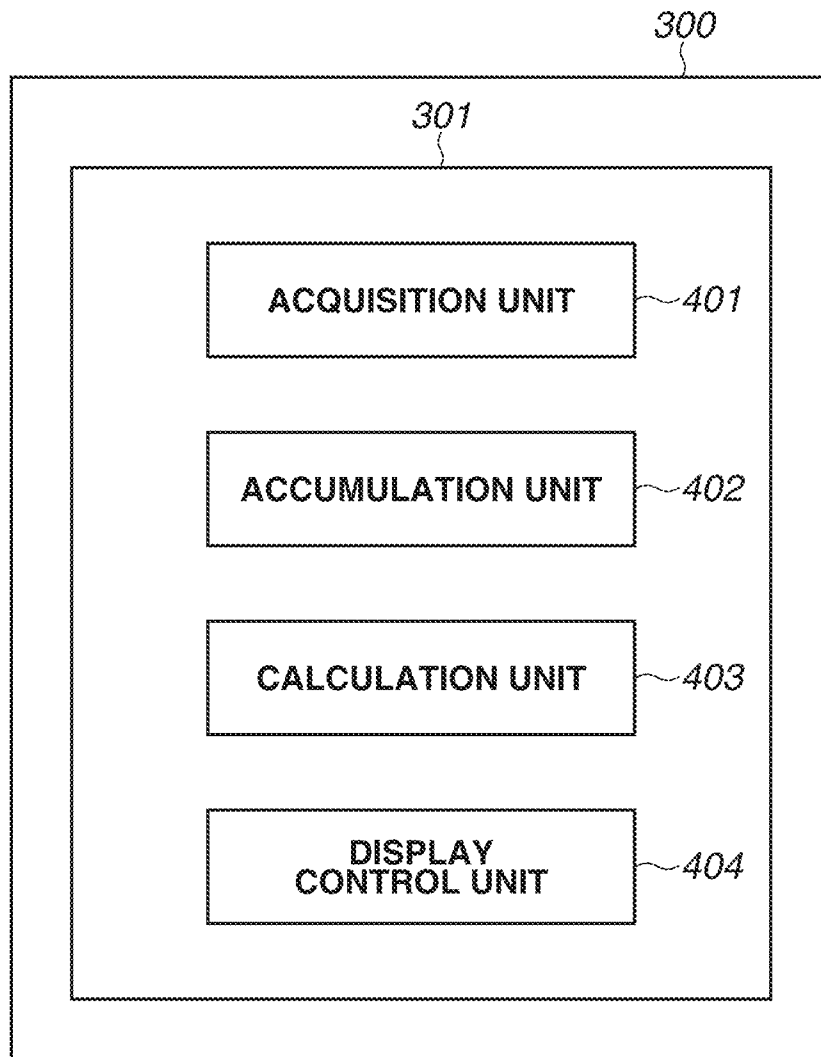 300
301
ACQUISITION UNIT 401
ACCUMULATION UNIT 402
CALCULATION UNIT 403
DISPLAY
CONTROL UNIT 404